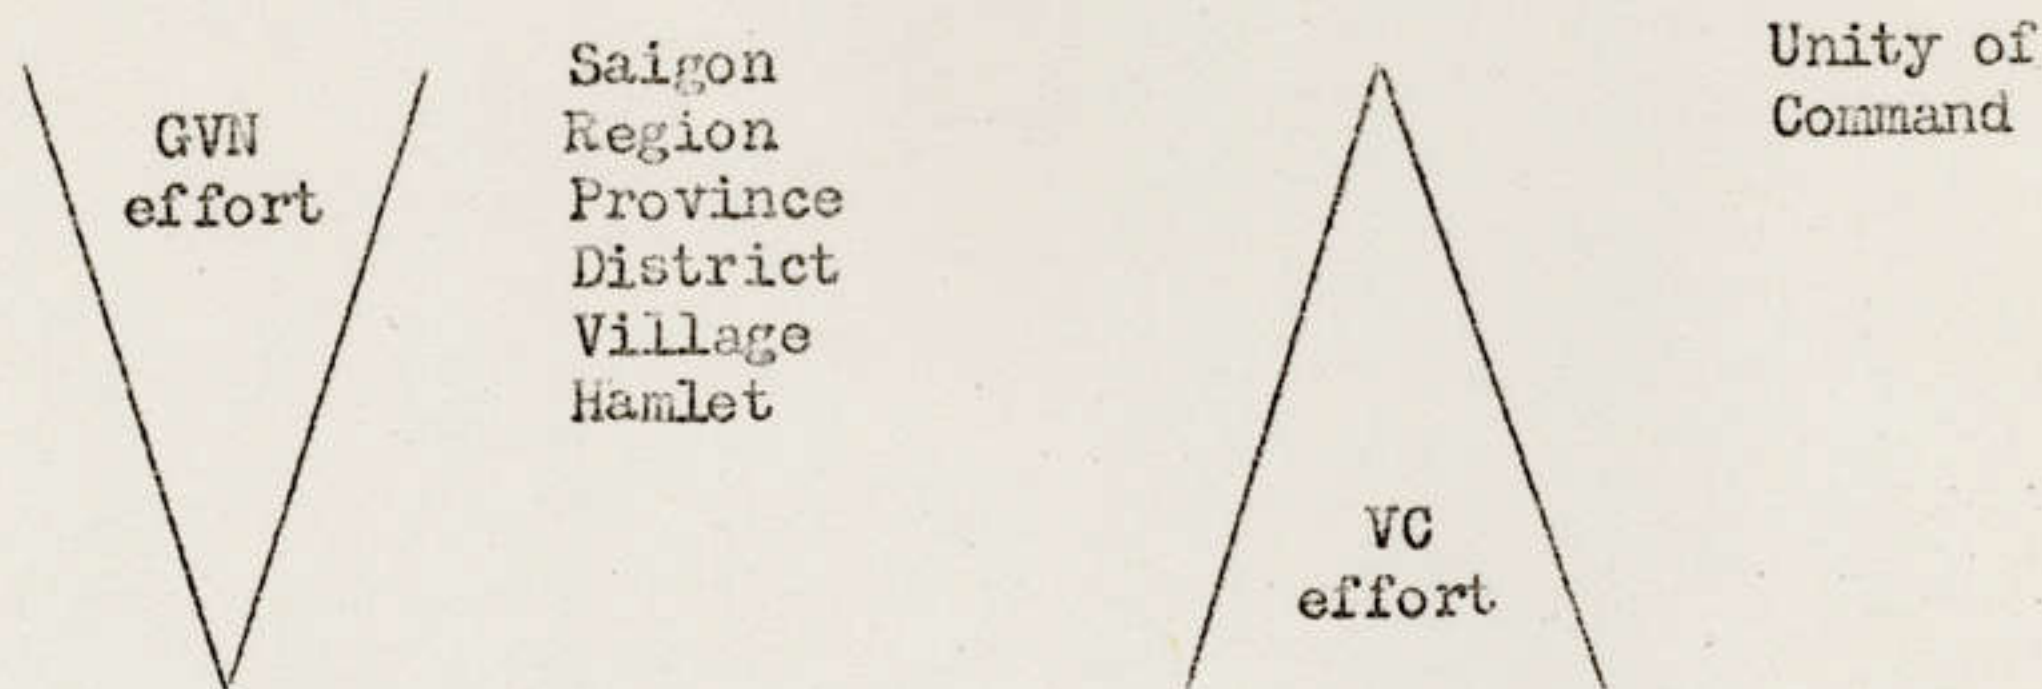 GVN
effort
Saigon
Region
Province
District
Village
Hamlet
VC
effort
Unity of
Command